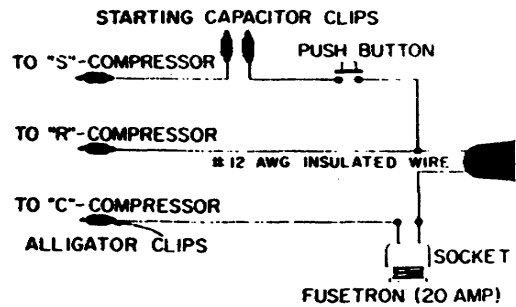 STARTING CAPACITOR CLIPS
PUSH BUTTON
TO "S"-COMPRESSOR
TO "R"-COMPRESSOR
#12 AWG INSULATED WIRE
TO "C"-COMPRESSOR
ALLIGATOR CLIPS
SOCKET
FUSETRON (20 AMP)